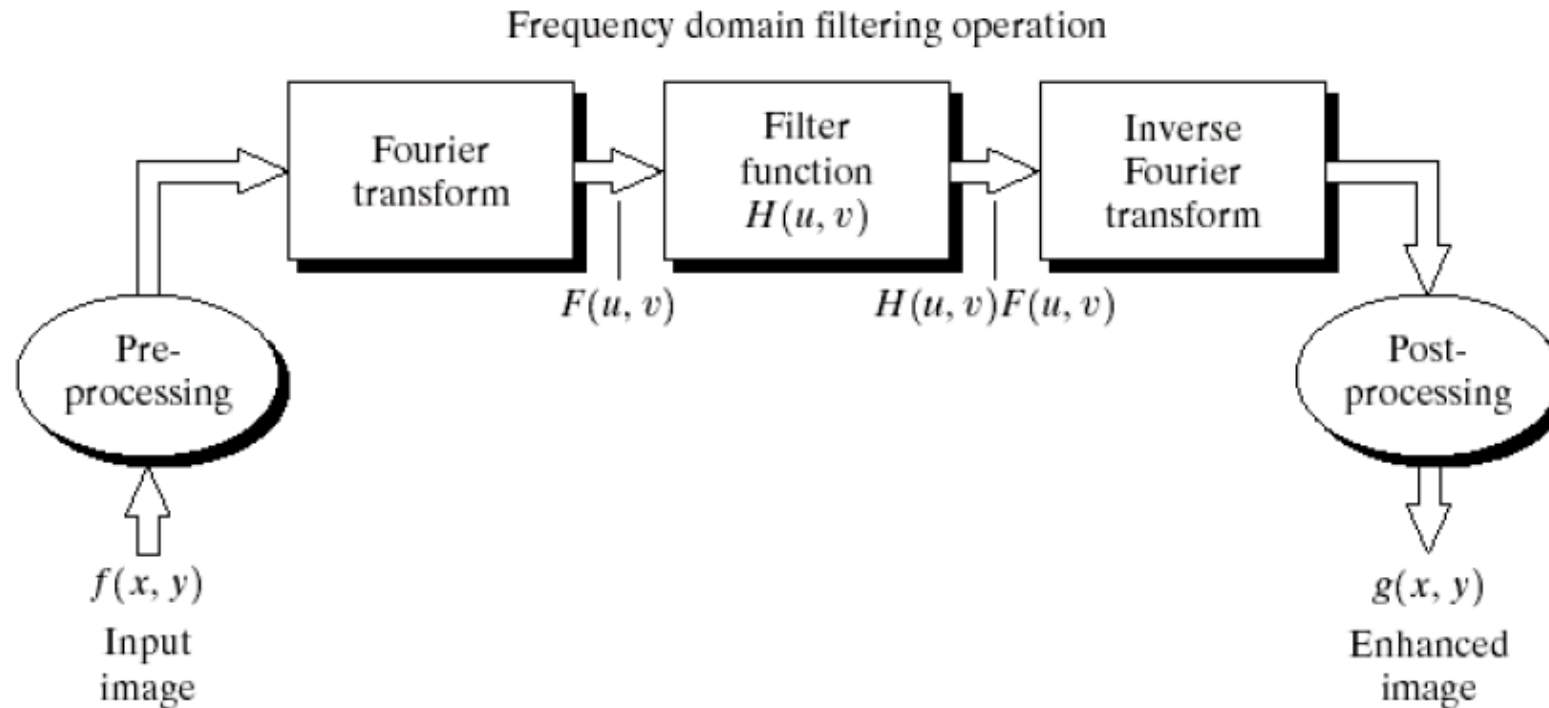 Frequency domain filtering operation
Fourier
transform
Filter
function
H(u, v)
Inverse
Fourier
transform
F(u, v)
H(u, v)F(u, v)
Pre-
processing
Post-
processing
f(x, y)
Input
image
g(x, y)
Enhanced
image